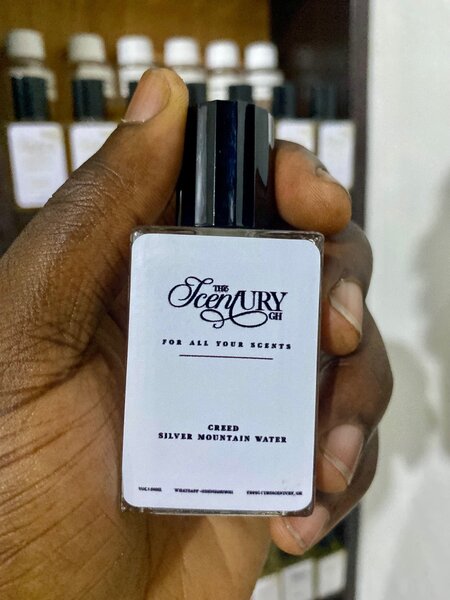 THE
ScentURY
GH
FOR ALL YOUR SCENTS
CREED
SILVER MOUNTAIN WATER